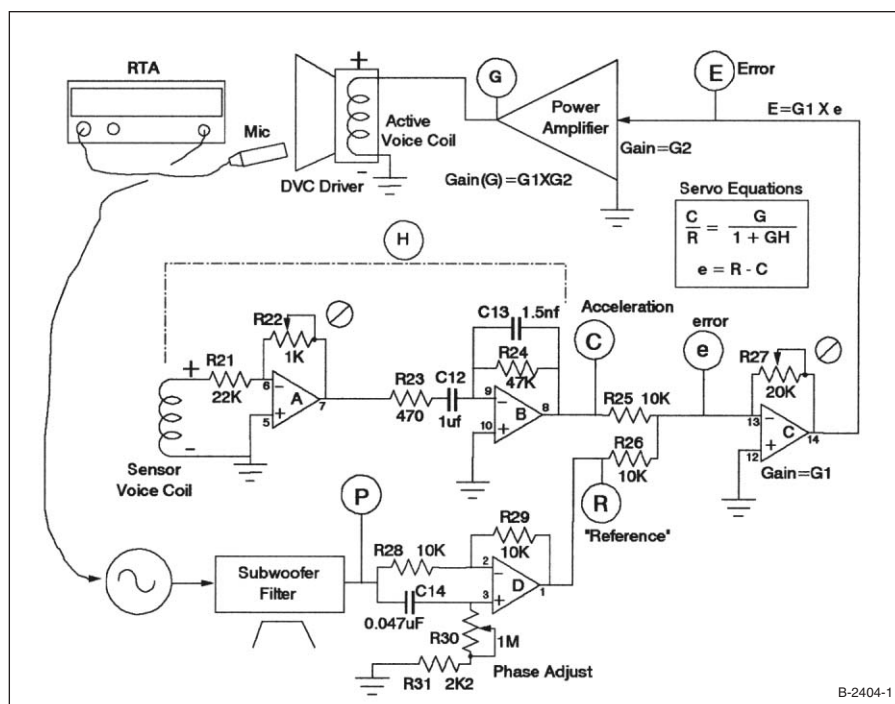 RTA
Mic
+
Active
Voice Coil
-
DVC Driver
G
Power
Amplifier
Gain=G2
Gain(G)=G1XG2
E
Error
E=G1 X e
Servo Equations
C
R
=
G
1 + GH
e = R - C
H
R22
1K
+
R21
22K
6
-
+
5
A
7
-
Sensor
Voice Coil
R23
470
C12
1uf
C13
1.5nf
R24
47K
9
-
10
+
B
8
Acceleration
C
R25
10K
R26
10K
error
e
R27
20K
13
-
12
+
C
14
Gain=G1
R
"Reference"
P
Subwoofer
Filter
R28
10K
C14
0.047uF
R29
10K
2
-
3
+
D
1
R30
1M
Phase Adjust
R31
2K2
B-2404-1